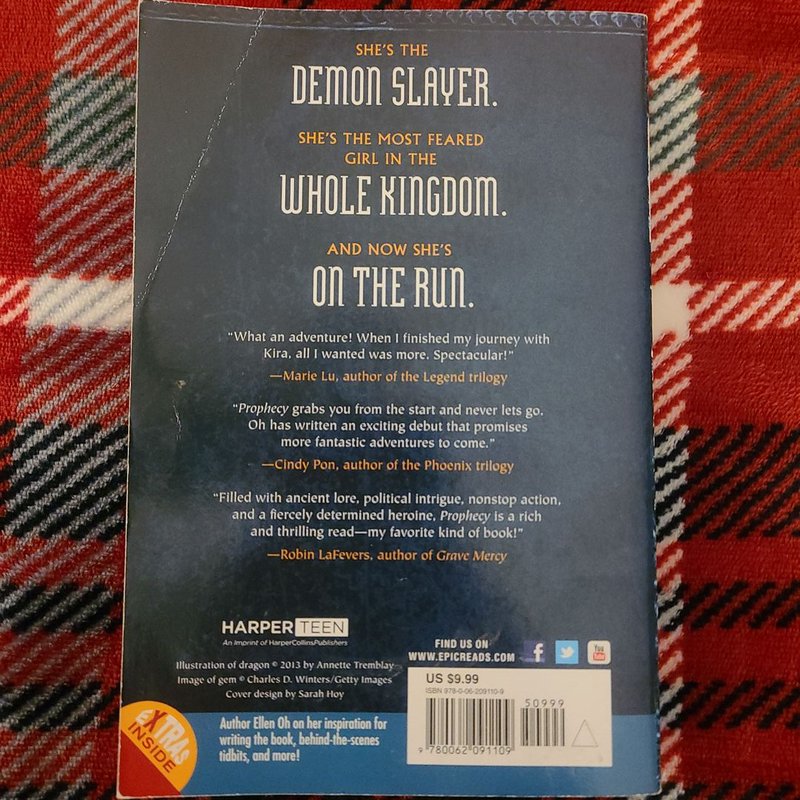 SHE'S THE
DEMON SLAYER.
SHE'S THE MOST FEARED
GIRL IN THE
WHOLE KINGDOM.
AND NOW SHE'S
ON THE RUN.
“What an adventure! When I finished my journey with
Kira, all I wanted was more. Spectacular!”
—Marie Lu, author of the Legend trilogy
“Prophecy grabs you from the start and never lets go.
Oh has written an exciting debut that promises
more fantastic adventures to come.”
—Cindy Pon, author of the Phoenix trilogy
“Filled with ancient lore, political intrigue, nonstop action,
and a fiercely determined heroine, Prophecy is a rich
and thrilling read—my favorite kind of book!”
—Robin LaFevers, author of Grave Mercy
HARPER TEEN
An Imprint of HarperCollinsPublishers
FIND US ON
WWW.EPICREADS.COM
f
You
Tube
Illustration of dragon © 2013 by Annette Tremblay
Image of gem © Charles D. Winters/Getty Images
Cover design by Sarah Hoy
US $9.99
ISBN 978-0-06-209110-9
50999
9 780062 091109
EXTRAS
INSIDE
Author Ellen Oh on her inspiration for
writing the book, behind-the-scenes
tidbits, and more!